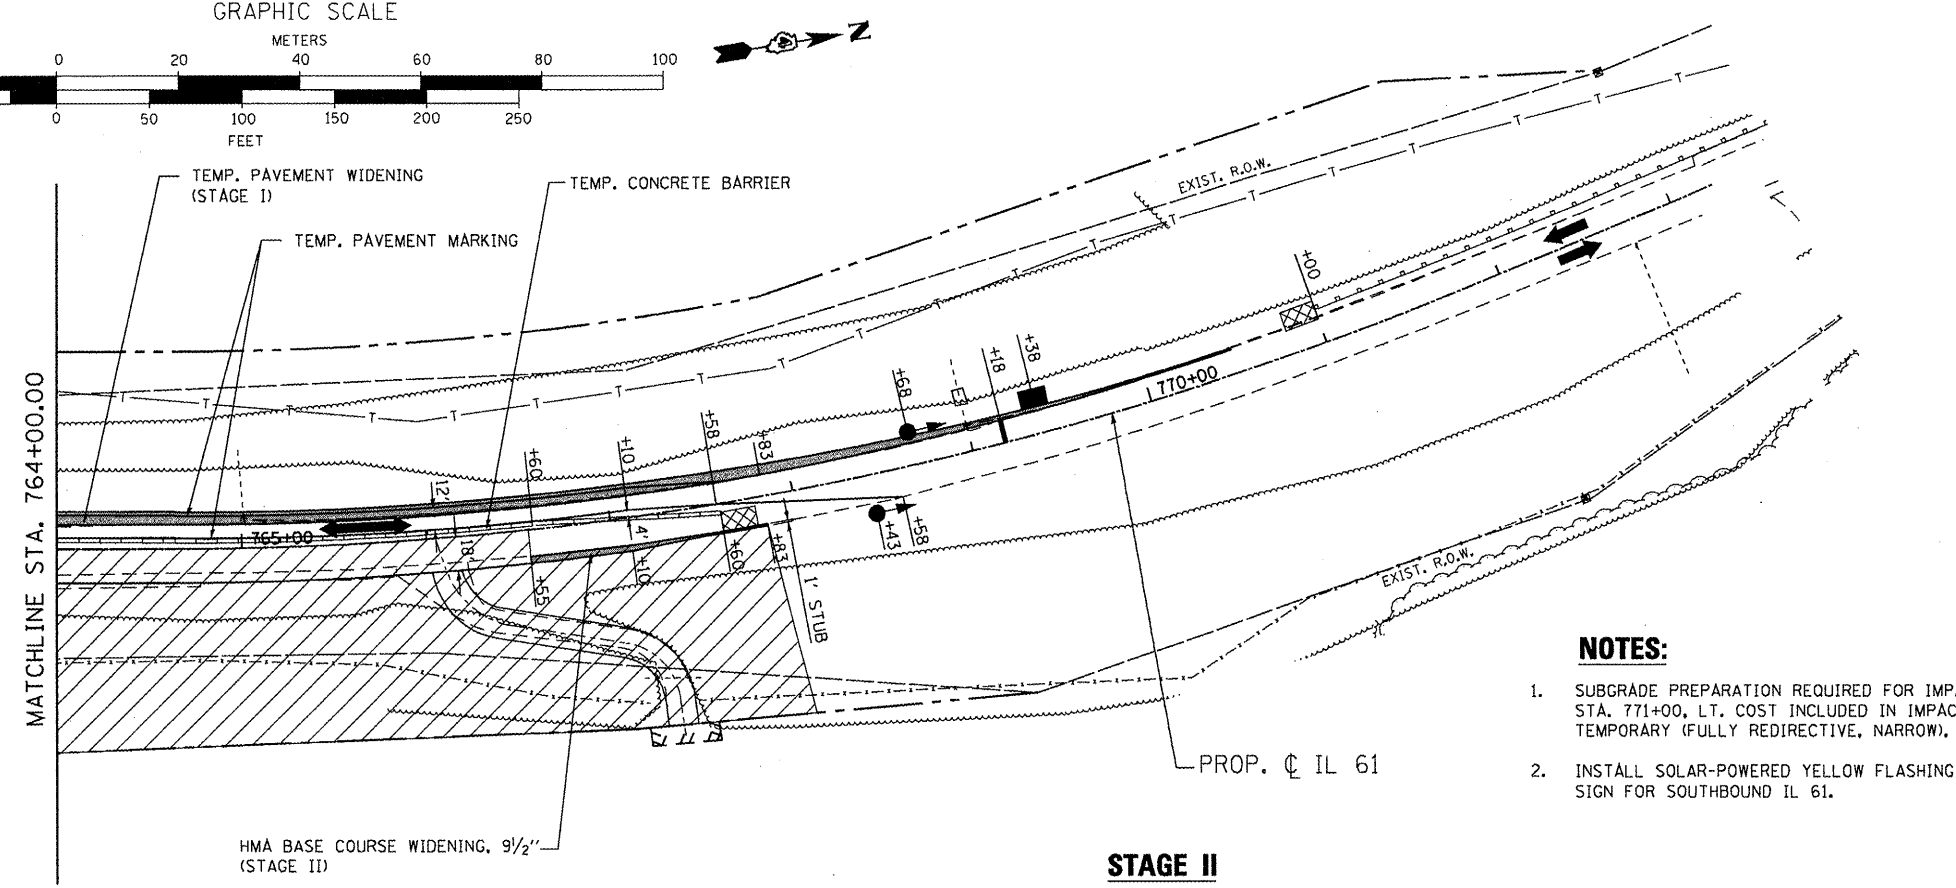 GRAPHIC SCALE
METERS
0 20 40 60 80 100
0 50 100 150 200 250
FEET
N
TEMP. PAVEMENT WIDENING
(STAGE I)
TEMP. CONCRETE BARRIER
TEMP. PAVEMENT MARKING
EXIST. R.O.W.
+00
+38
+18
+68
770+00
+83
+58
+10
+60
12'
MATCHLINE STA. 764+00.00
765+00
18'
4'
+55
+10
+60
+83
+43
+58
1' STUB
EXIST. R.O.W.
PROP. ℄ IL 61
HMA BASE COURSE WIDENING, 9½"
(STAGE II)
STAGE II
NOTES:
1. SUBGRADE PREPARATION REQUIRED FOR IMP
STA. 771+00, LT. COST INCLUDED IN IMPAC
TEMPORARY (FULLY REDIRECTIVE, NARROW).
2. INSTALL SOLAR-POWERED YELLOW FLASHING
SIGN FOR SOUTHBOUND IL 61.